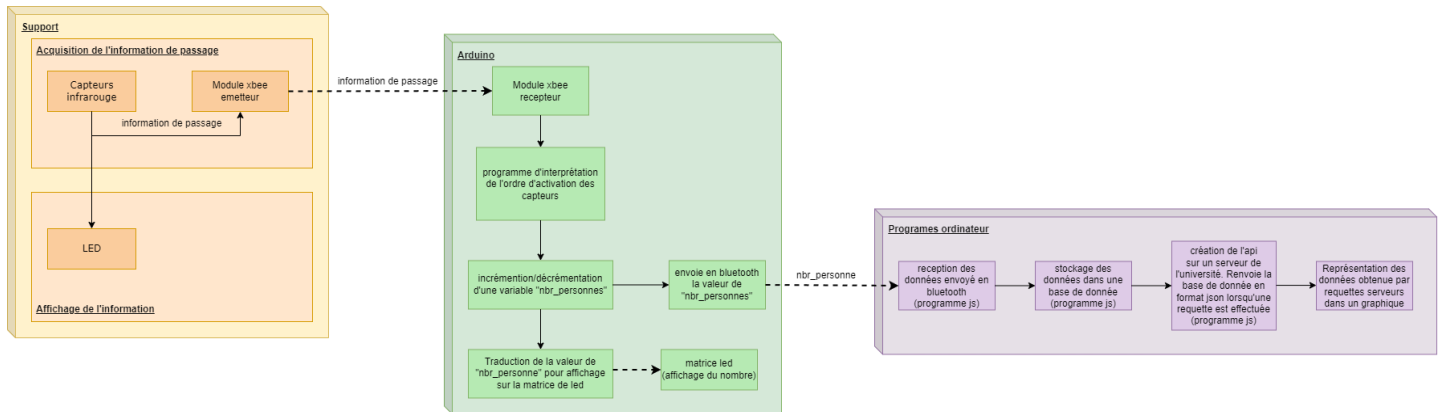 Support
Acquisition de l'information de passage
Capteurs
infrarouge
Module xbee
emetteur
information de passage
LED
Affichage de l'information
information de passage
Arduino
Module xbee
recepteur
programme d'interprétation
de l'ordre d'activation des
capteurs
incrémention/décrémentation
d'une variable "nbr_personnes"
envoie en bluetooth
la valeur de
"nbr_personnes"
Traduction de la valeur de
"nbr_personne" pour affichage
sur la matrice de led
matrice led
(affichage du nombre)
nbr_personne
Programes ordinateur
reception des
données envoyé en
bluetooth
(programme js)
stockage des
données dans une
base de donnée
(programme js)
création de l'api
sur un serveur de
l'université. Renvoie la
base de donnée en
format json lorsqu'une
requette est effectuée
(programme js)
Représentation des
données obtenue par
requettes serveurs
dans un graphique